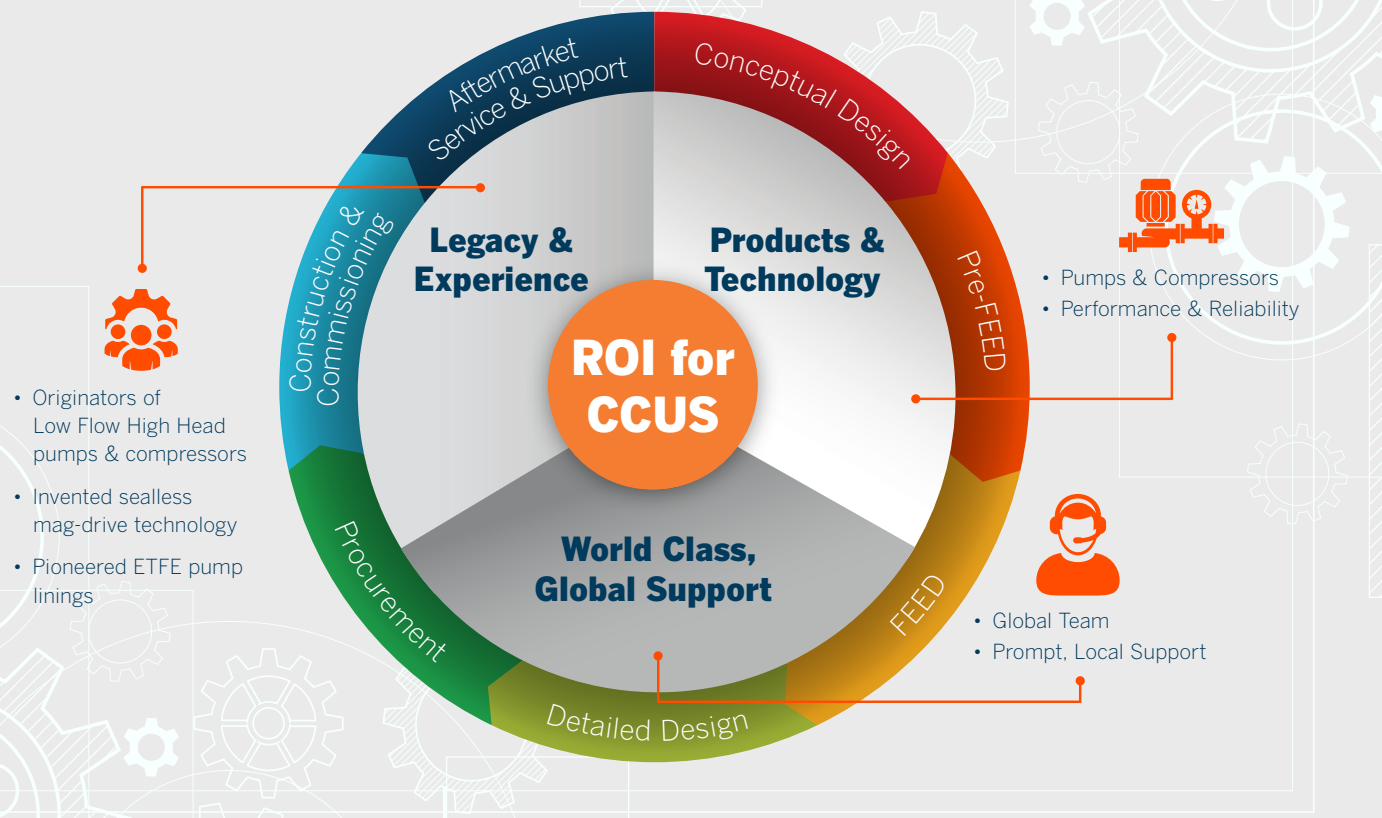 Aftermarket
Service & Support
Conceptual Design
Pre-FEED
FEED
Detailed Design
Procurement
Construction &
Commissioning
Legacy &
Experience
Products &
Technology
World Class,
Global Support
ROI for
CCUS
• Originators of
Low Flow High Head
pumps & compressors
• Invented sealless
mag-drive technology
• Pioneered ETFE pump
linings
• Pumps & Compressors
• Performance & Reliability
• Global Team
• Prompt, Local Support